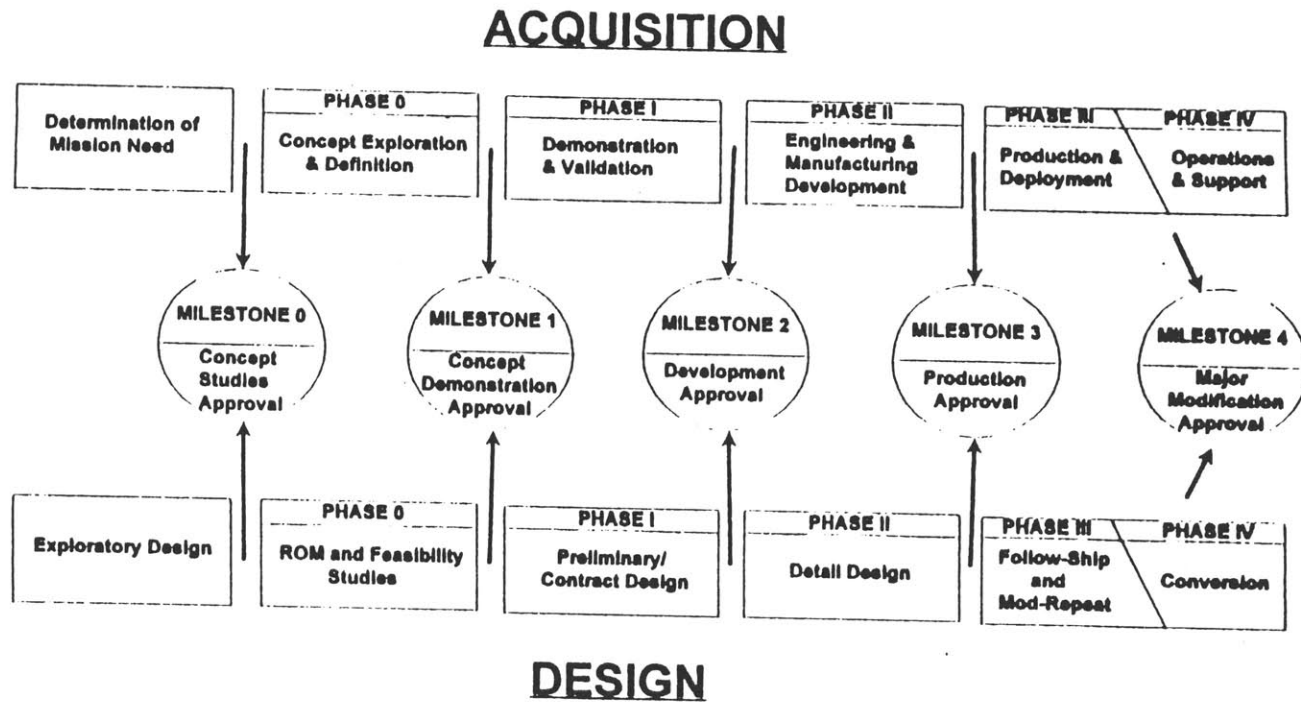 ACQUISITION
Determination of
Mission Need
PHASE 0
Concept Exploration
& Definition
PHASE I
Demonstration
& Validation
PHASE II
Engineering &
Manufacturing
Development
PHASE III
Production &
Deployment
PHASE IV
Operations
& Support
MILESTONE 0
Concept
Studies
Approval
MILESTONE 1
Concept
Demonstration
Approval
MILESTONE 2
Development
Approval
MILESTONE 3
Production
Approval
MILESTONE 4
Major
Modification
Approval
Exploratory Design
PHASE 0
ROM and Feasibility
Studies
PHASE I
Preliminary/
Contract Design
PHASE II
Detail Design
PHASE III
Follow-Ship
and
Mod-Repeat
PHASE IV
Conversion
DESIGN